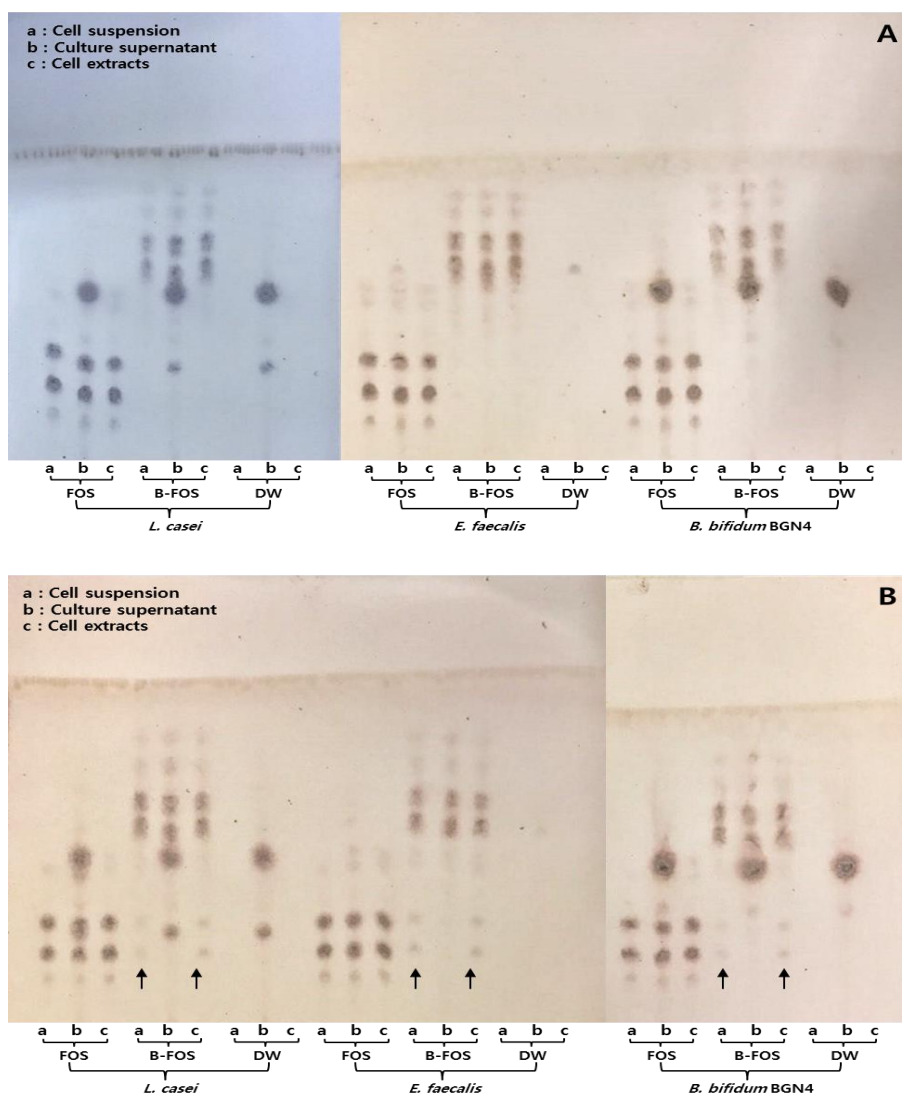 a : Cell suspension
b : Culture supernatant
c : Cell extracts
A
a b c a b c a b c a b c a b c a b c a b c a b c a b c
FOS B-FOS DW FOS B-FOS DW FOS B-FOS DW
L. casei E. faecalis B. bifidum BGN4
a : Cell suspension
b : Culture supernatant
c : Cell extracts
B
a b c a b c a b c a b c a b c a b c a b c a b c a b c
FOS B-FOS DW FOS B-FOS DW FOS B-FOS DW
L. casei E. faecalis B. bifidum BGN4